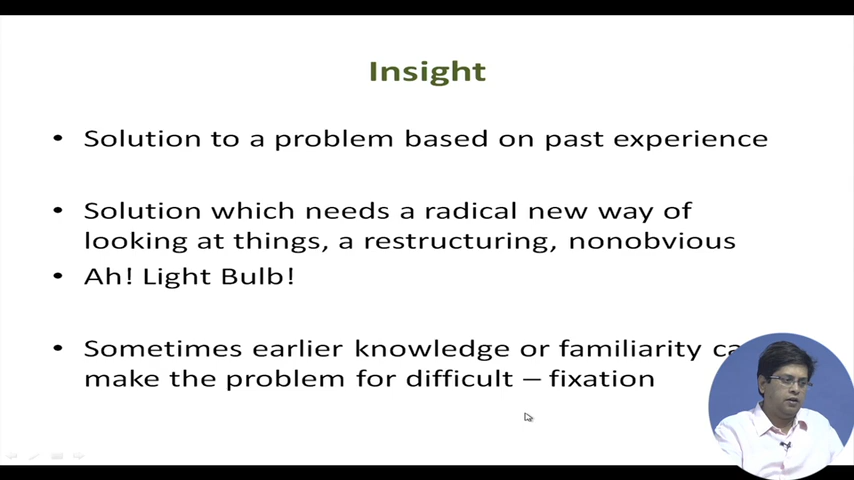 Insight
• Solution to a problem based on past experience
• Solution which needs a radical new way of
looking at things, a restructuring, nonobvious
• Ah! Light Bulb!
• Sometimes earlier knowledge or familiarity
make the problem for difficult – fixation